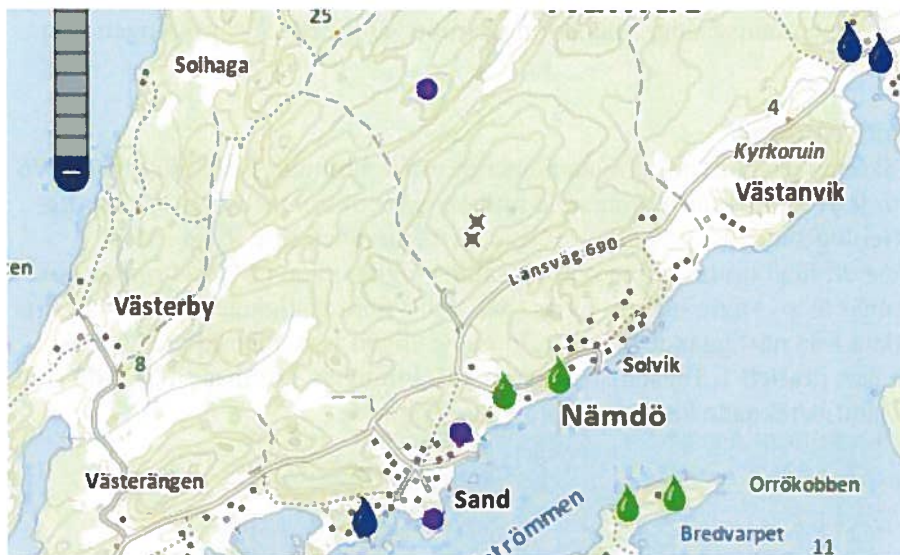 25
Solhaga
4
Kyrkoruin
Västanvik
Länsväg 690
Västerby
8
Solvik
Nämdö
Västerängen
Sand
Orrökobben
Bredvarpet
11